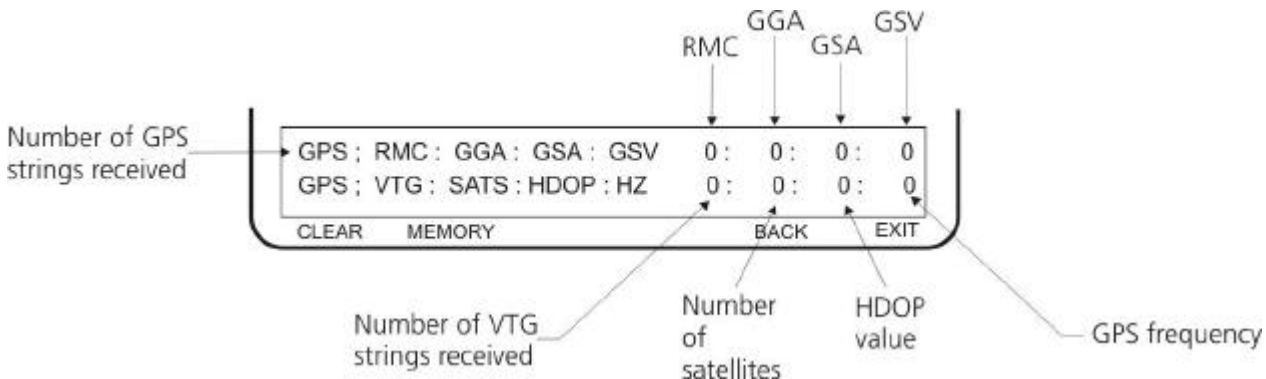 GGA
GSV
RMC
GSA
Number of GPS
strings received
GPS ; RMC : GGA : GSA : GSV 0 : 0 : 0 : 0
GPS ; VTG : SATS : HDOP : HZ 0 : 0 : 0 : 0
CLEAR MEMORY BACK EXIT
Number of VTG
strings received
Number
of
satellites
HDOP
value
GPS frequency